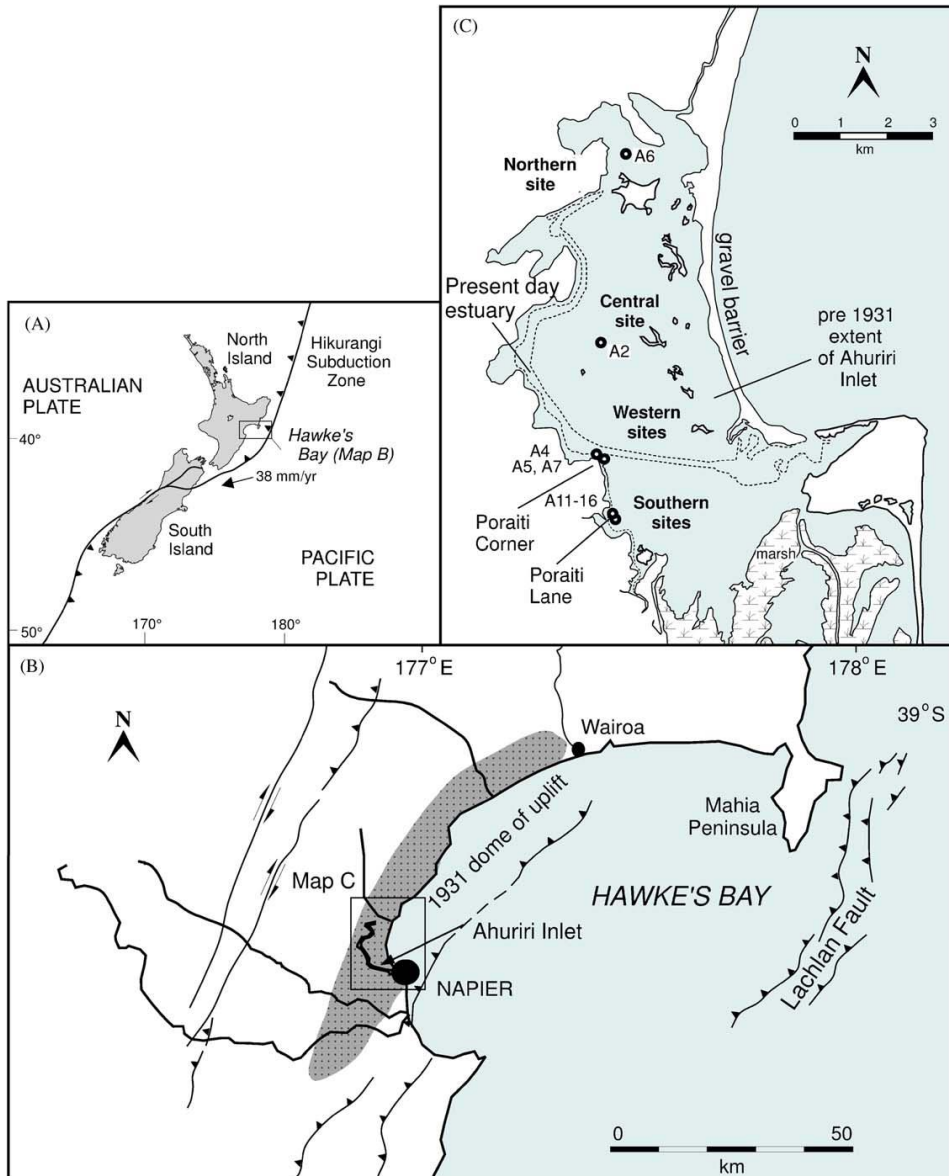 (A)
North
Island
Hikurangi
Subduction
Zone
AUSTRALIAN
PLATE
40°
Hawke's
Bay (Map B)
38 mm/yr
South
Island
PACIFIC
PLATE
50°
170°
180°
(C)
N
0 1 2 3
km
Northern
site
A6
gravel barrier
Present day
estuary
Central
site
A2
pre 1931
extent
of Ahuriri
Inlet
Western
sites
A4
A5, A7
A11-16
Southern
sites
Poraiti
Corner
Poraiti
Lane
marsh
(B)
177°E
178°E
39°S
N
Wairoa
Mahia
Peninsula
1931 dome of uplift
Map C
HAWKE'S BAY
Ahuriri Inlet
Lachlan Fault
NAPIER
0 50
km